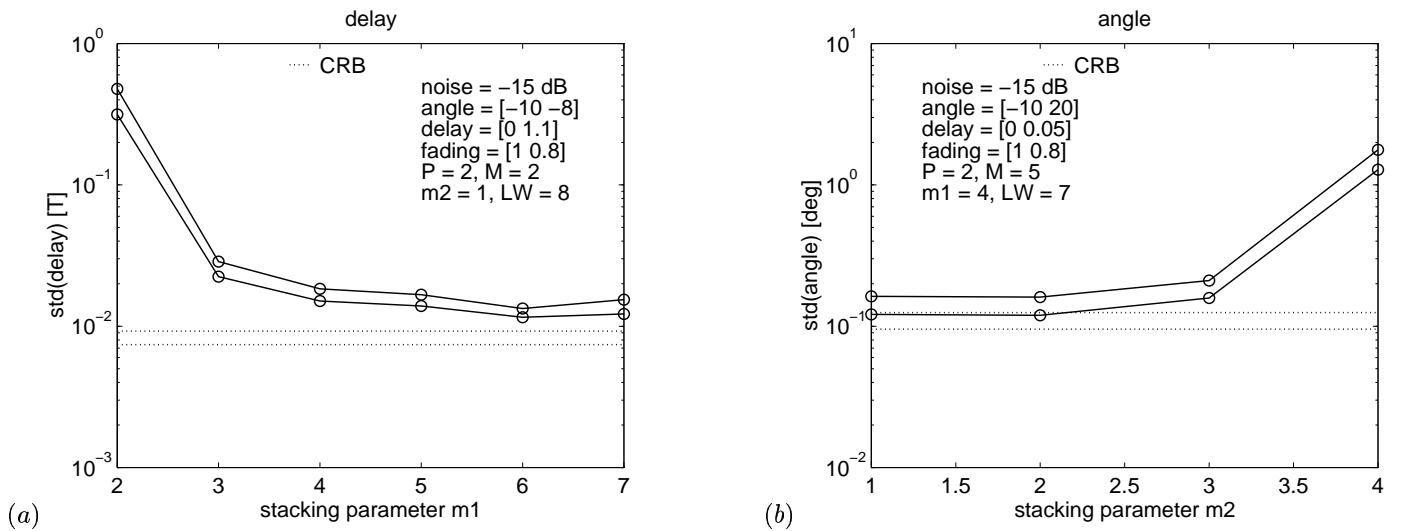 delay
10^0
10^−1
10^−2
10^−3
std(delay) [T]
CRB
noise = −15 dB
angle = [−10 −8]
delay = [0 1.1]
fading = [1 0.8]
P = 2, M = 2
m2 = 1, LW = 8
2 3 4 5 6 7
stacking parameter m1
(a)
angle
10^1
10^0
10^−1
10^−2
std(angle) [deg]
CRB
noise = −15 dB
angle = [−10 20]
delay = [0 0.05]
fading = [1 0.8]
P = 2, M = 5
m1 = 4, LW = 7
1 1.5 2 2.5 3 3.5 4
stacking parameter m2
(b)